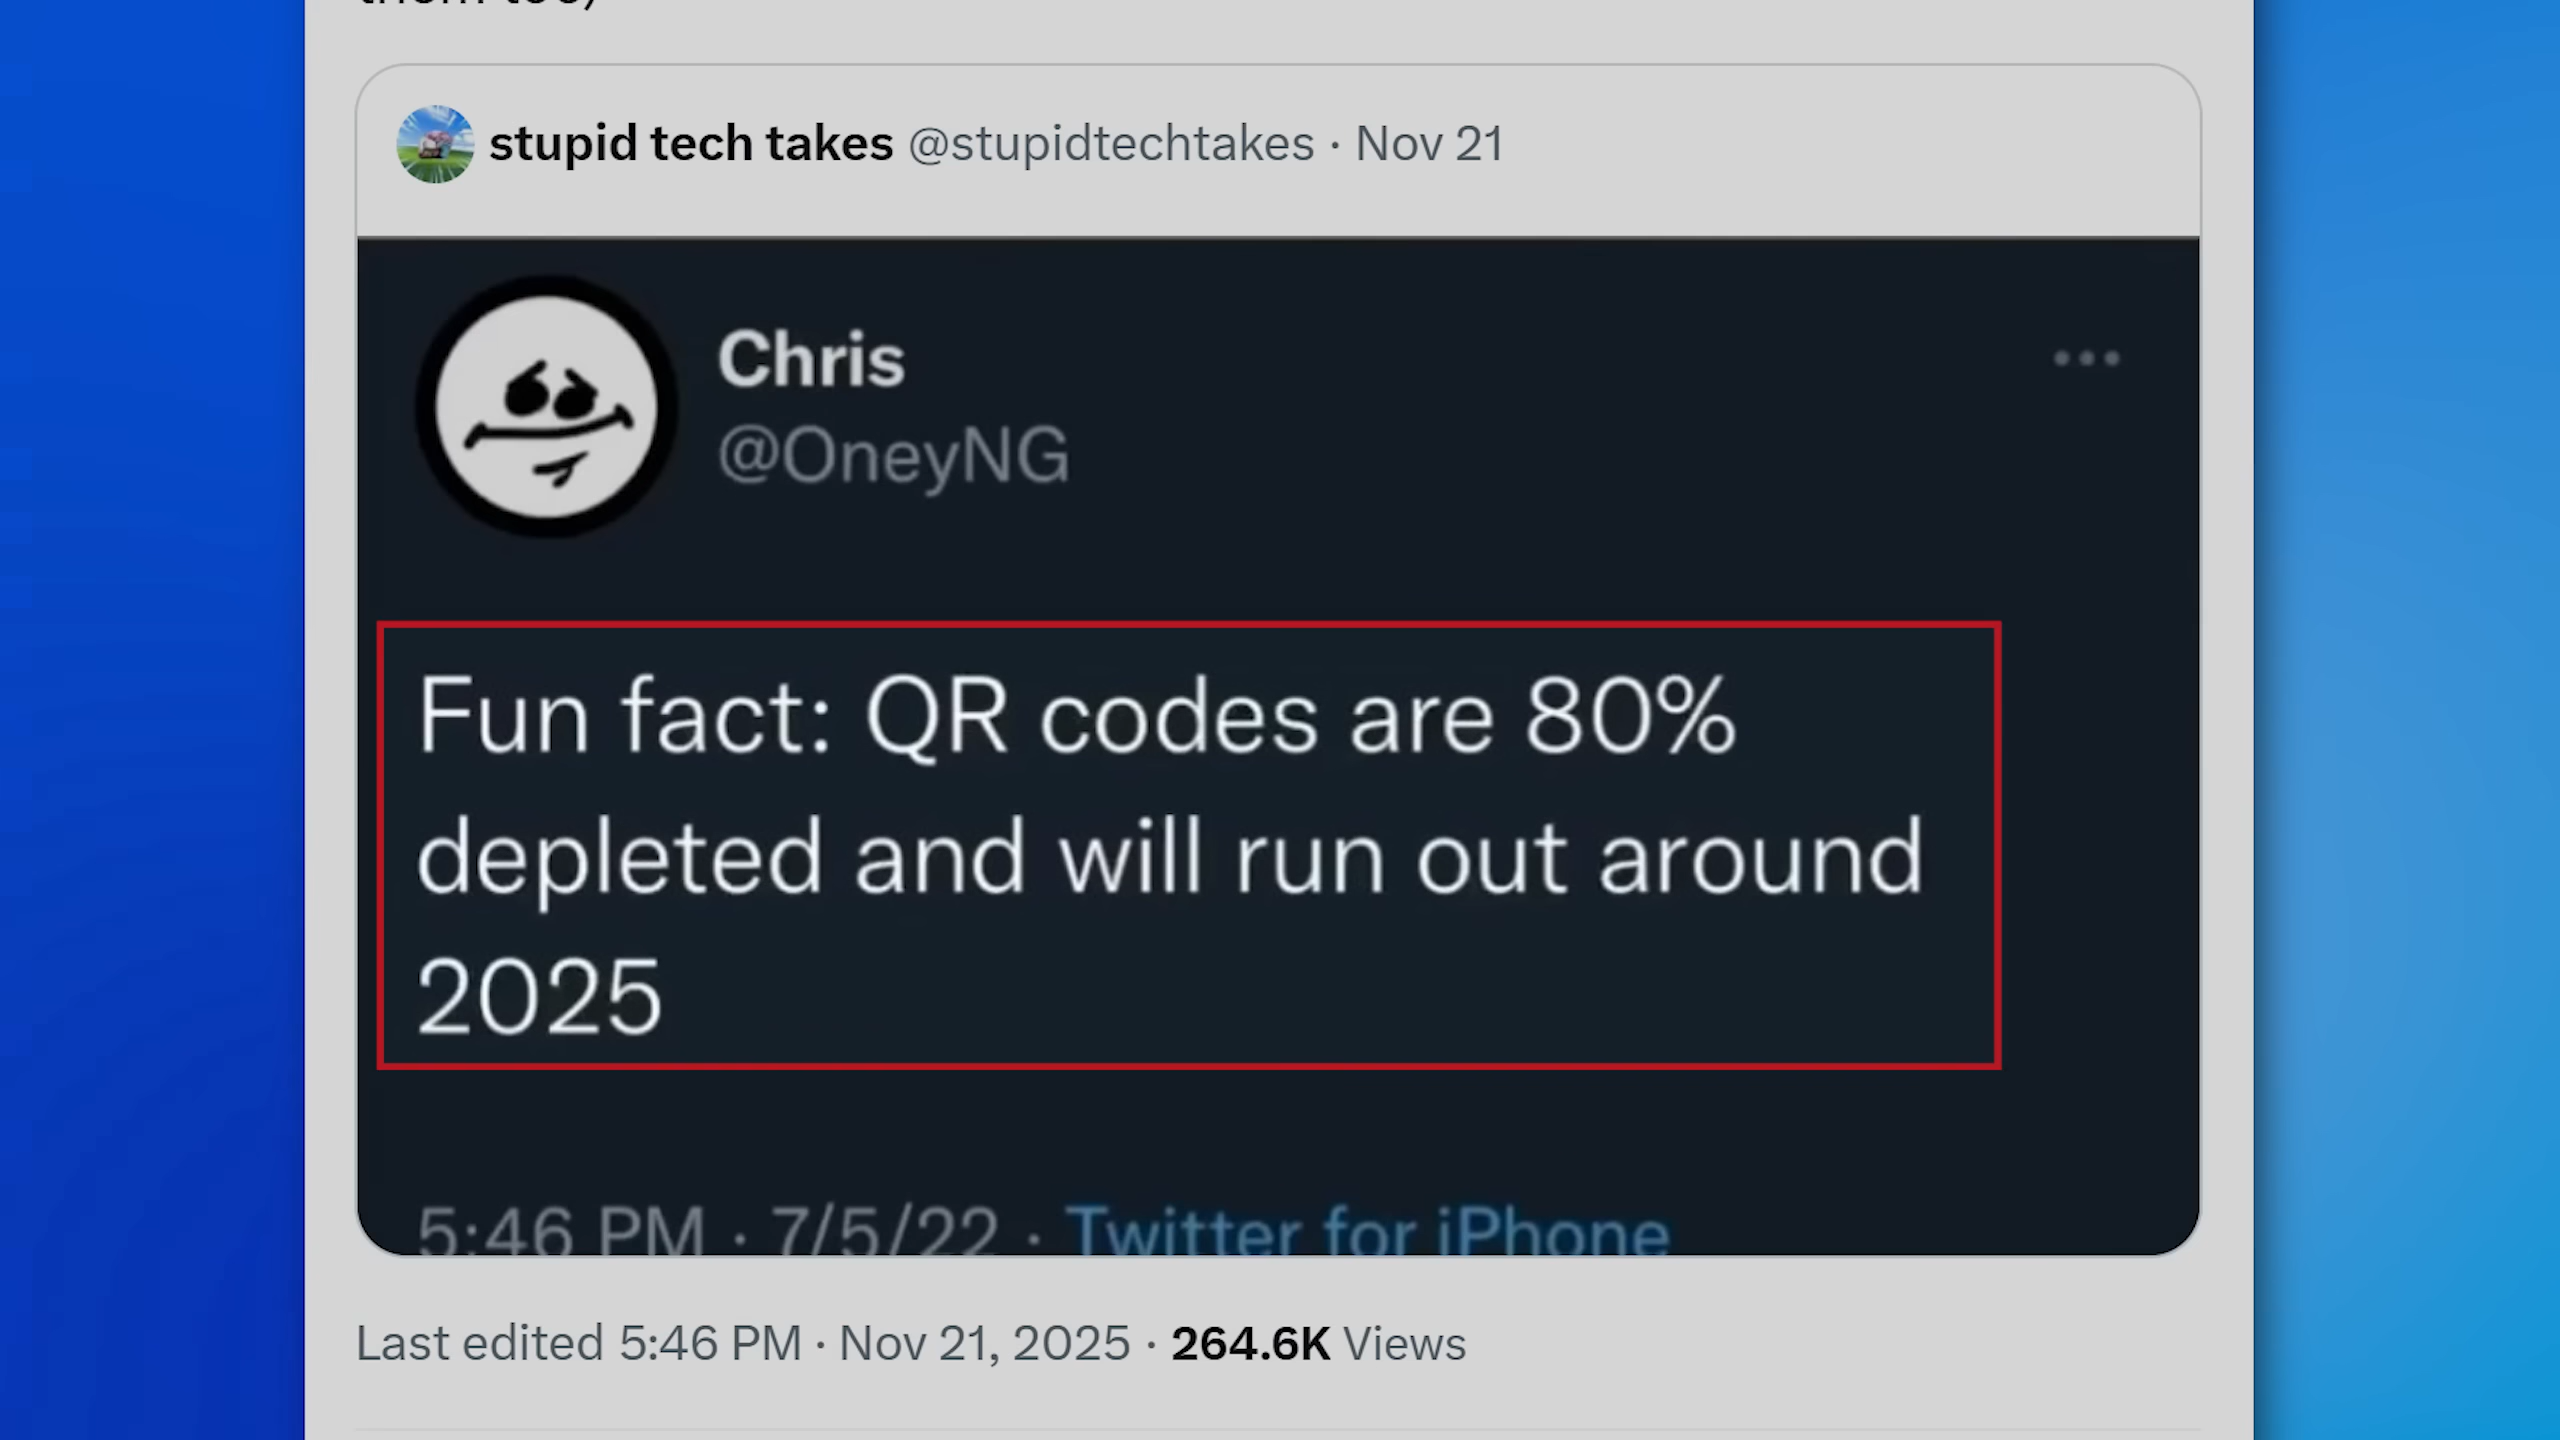 them too)
stupid tech takes @stupidtechtakes · Nov 21
Chris
@OneyNG
Fun fact: QR codes are 80%
depleted and will run out around
2025
5:46 PM · 7/5/22 · Twitter for iPhone
Last edited 5:46 PM · Nov 21, 2025 · 264.6K Views